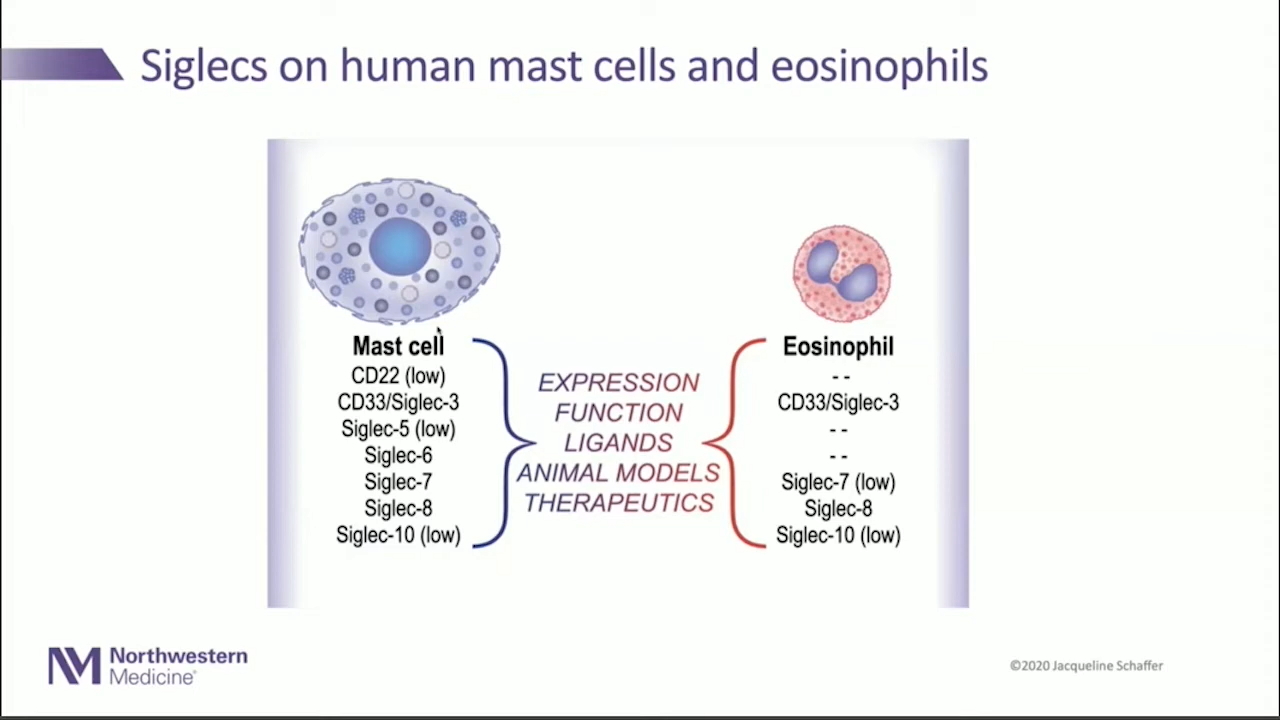 Siglecs on human mast cells and eosinophils
Mast cell
CD22 (low)
CD33/Siglec-3
Siglec-5 (low)
Siglec-6
Siglec-7
Siglec-8
Siglec-10 (low)
EXPRESSION
FUNCTION
LIGANDS
ANIMAL MODELS
THERAPEUTICS
Eosinophil
- -
CD33/Siglec-3
- -
- -
Siglec-7 (low)
Siglec-8
Siglec-10 (low)
NM Northwestern
Medicine®
©2020 Jacqueline Schaffer